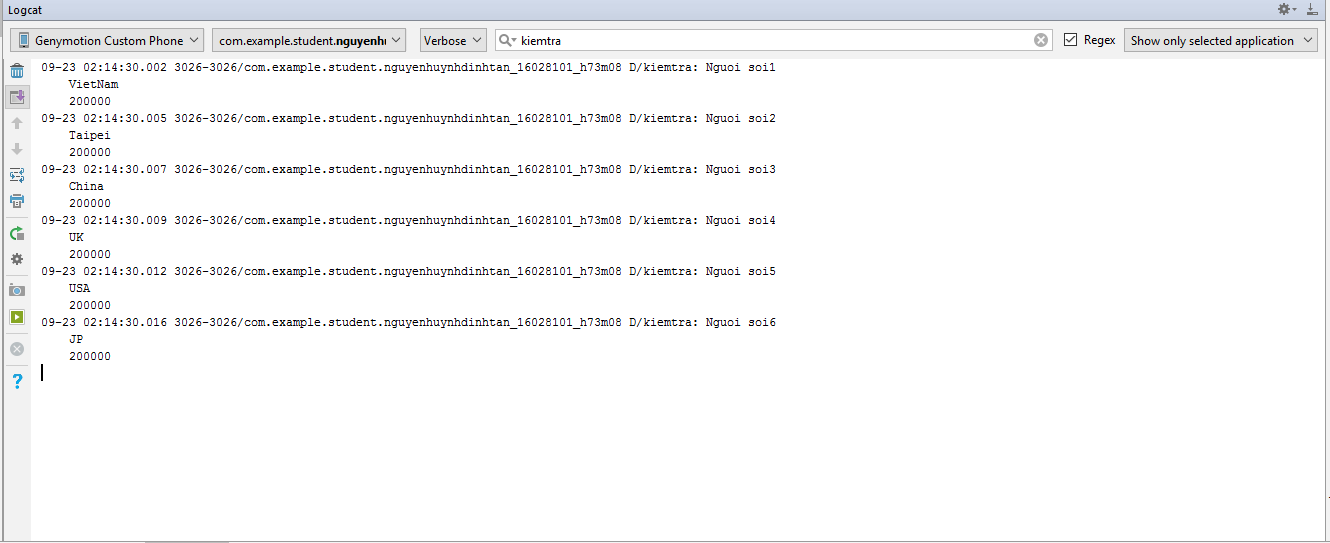 Logcat
Genymotion Custom Phone com.example.student.nguyenhu Verbose kiemtra Regex Show only selected application
09-23 02:14:30.002 3026-3026/com.example.student.nguyenhuynhdinhtan_16028101_h73m08 D/kiemtra: Nguoi soi1
VietNam
200000
09-23 02:14:30.005 3026-3026/com.example.student.nguyenhuynhdinhtan_16028101_h73m08 D/kiemtra: Nguoi soi2
Taipei
200000
09-23 02:14:30.007 3026-3026/com.example.student.nguyenhuynhdinhtan_16028101_h73m08 D/kiemtra: Nguoi soi3
China
200000
09-23 02:14:30.009 3026-3026/com.example.student.nguyenhuynhdinhtan_16028101_h73m08 D/kiemtra: Nguoi soi4
UK
200000
09-23 02:14:30.012 3026-3026/com.example.student.nguyenhuynhdinhtan_16028101_h73m08 D/kiemtra: Nguoi soi5
USA
200000
09-23 02:14:30.016 3026-3026/com.example.student.nguyenhuynhdinhtan_16028101_h73m08 D/kiemtra: Nguoi soi6
JP
200000